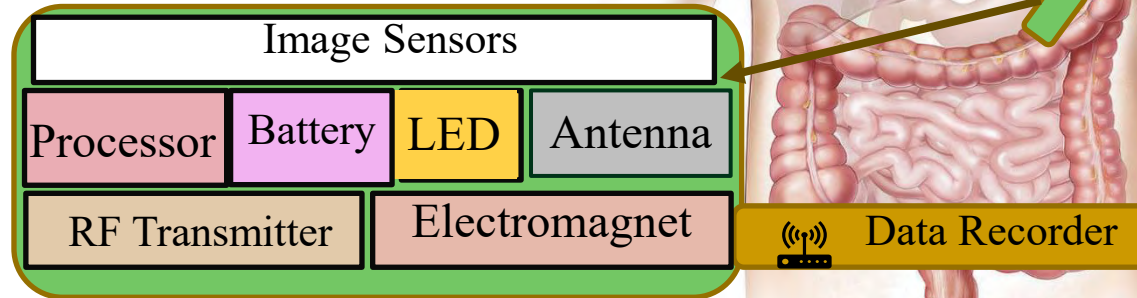 Image Sensors
Processor Battery LED Antenna
RF Transmitter Electromagnet
Data Recorder